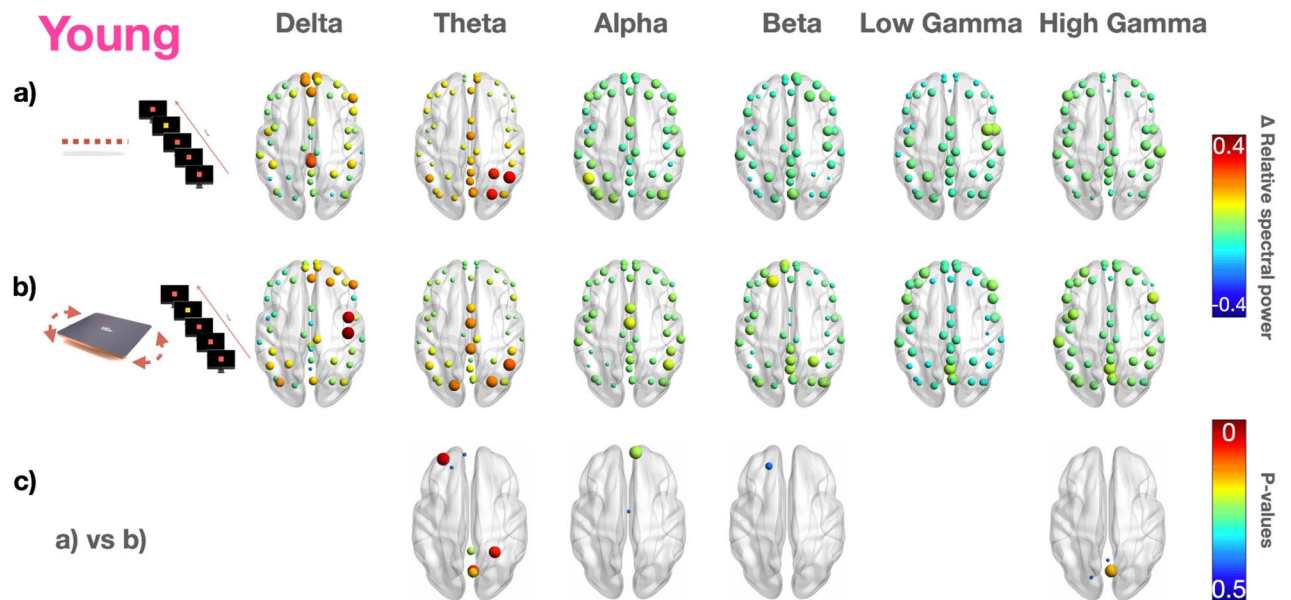 Young
Delta
Theta
Alpha
Beta
Low Gamma
High Gamma
a)
b)
c)
a) vs b)
0.4
-0.4
Δ Relative spectral power
0
0.5
P-values